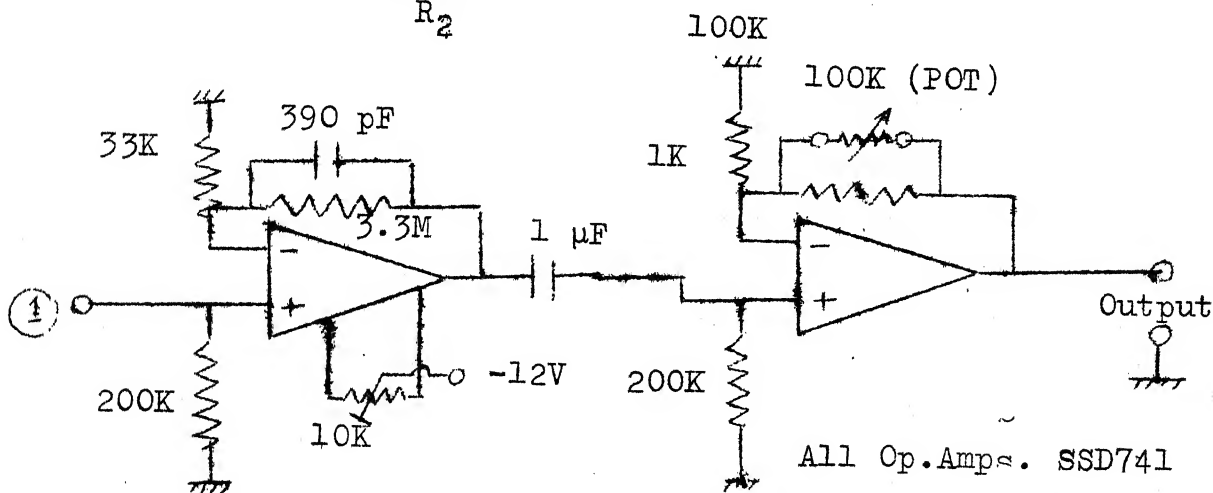 R2
100K
100K (POT)
390 pF
33K
1K
3.3M
1 µF
−
−
+
+
1
Output
-12V
200K
200K
10K
All Op.Amps. SSD741